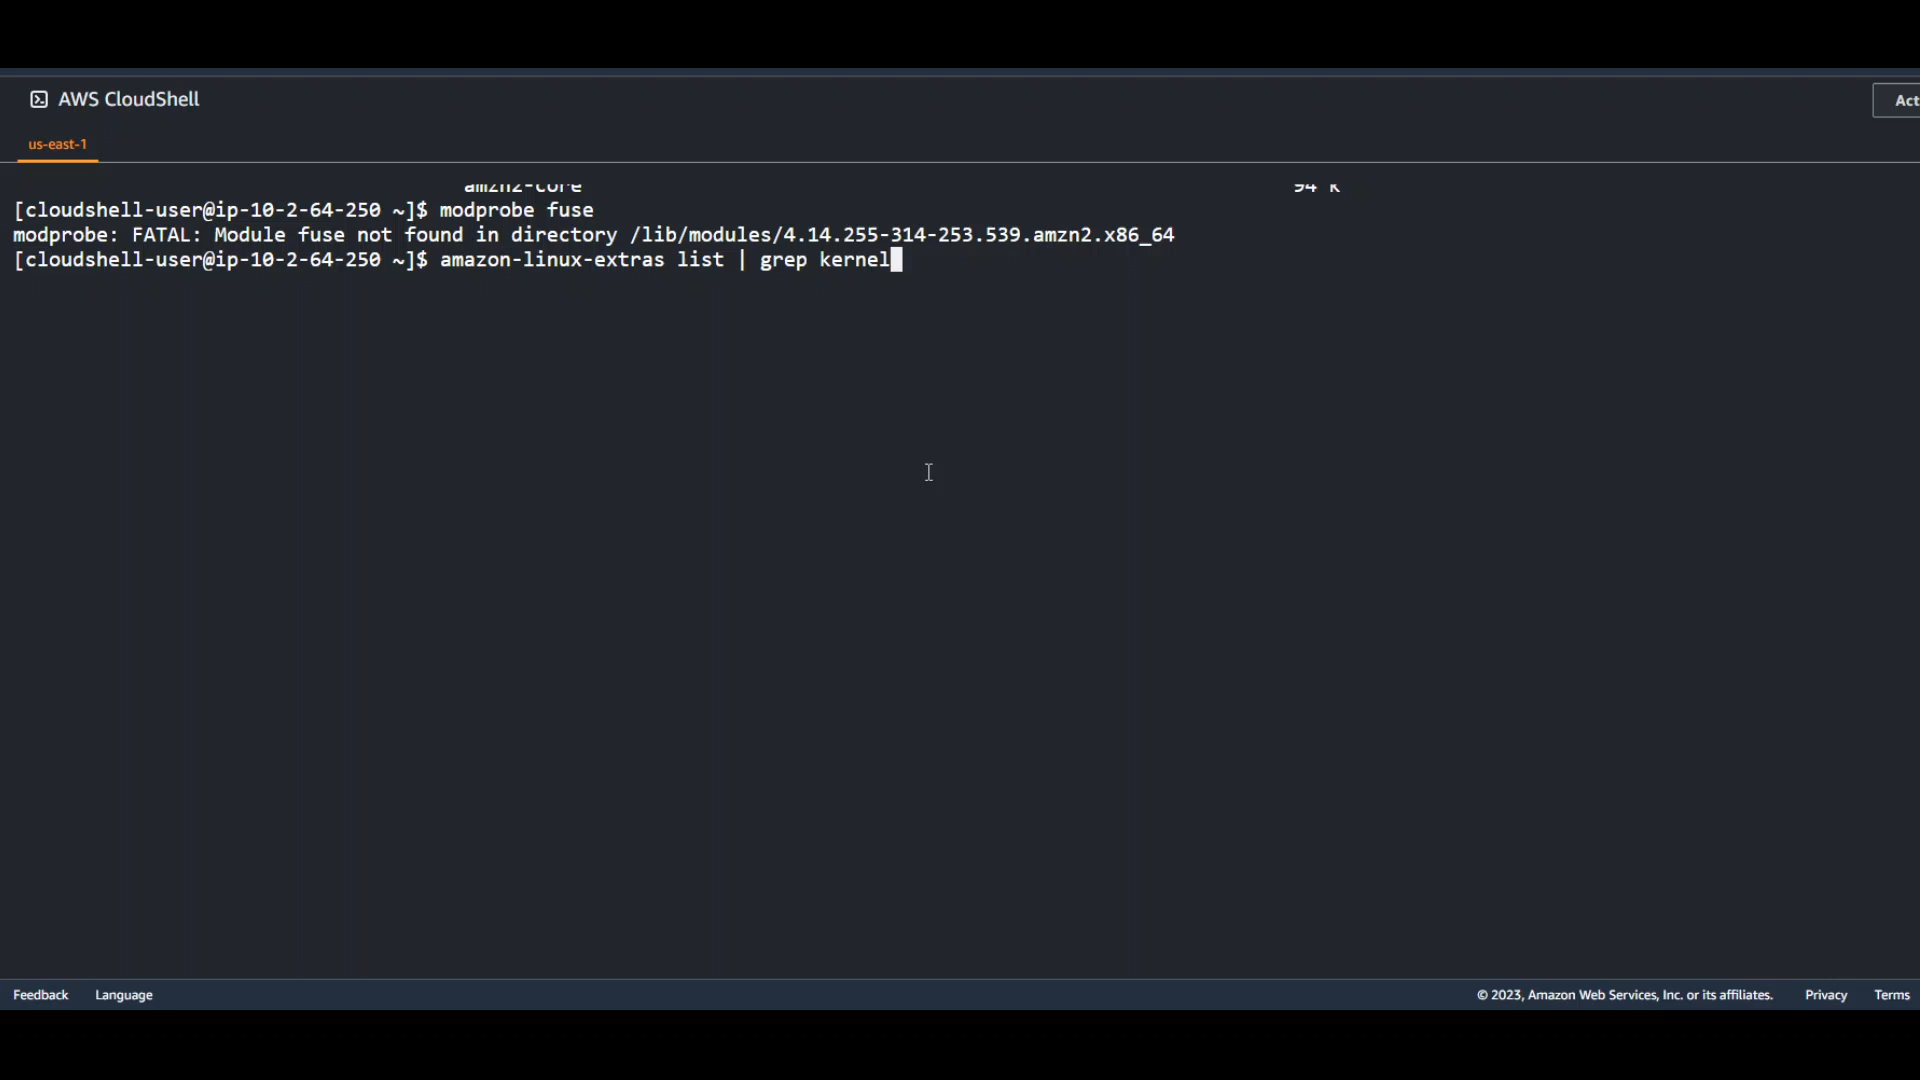 AWS CloudShell
Act
us-east-1
amzn2-core 94 k
[cloudshell-user@ip-10-2-64-250 ~]$ modprobe fuse
modprobe: FATAL: Module fuse not found in directory /lib/modules/4.14.255-314-253.539.amzn2.x86_64
[cloudshell-user@ip-10-2-64-250 ~]$ amazon-linux-extras list | grep kernel
Feedback Language © 2023, Amazon Web Services, Inc. or its affiliates. Privacy Terms